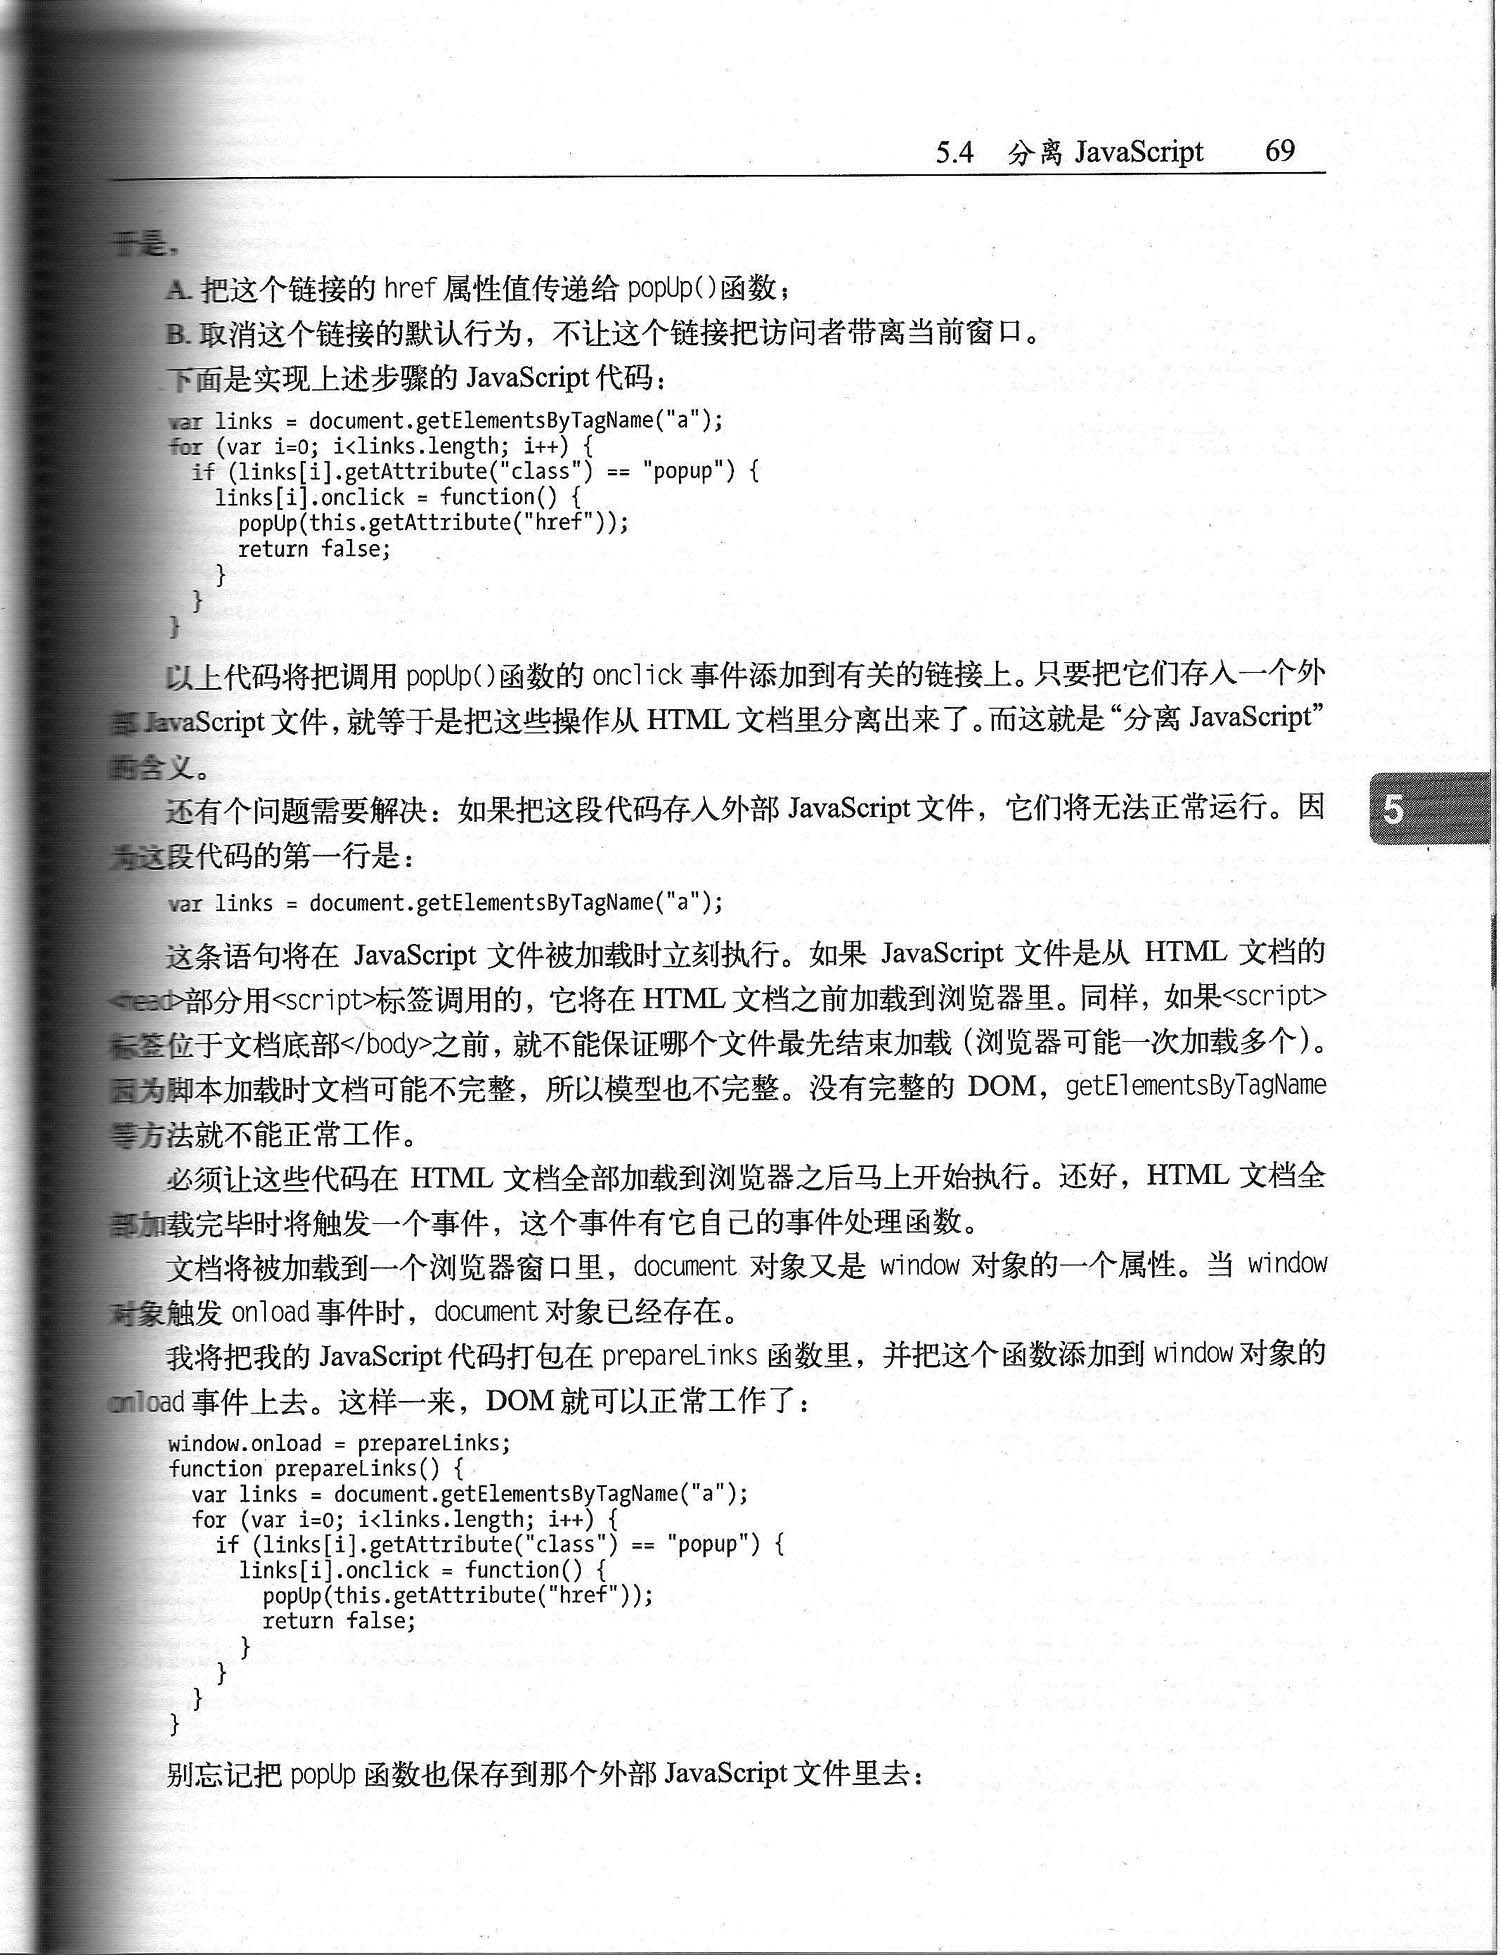 5.4 分离 JavaScript 69
于是，
A. 把这个链接的 href 属性值传递给 popUp()函数；
B. 取消这个链接的默认行为，不让这个链接把访问者带离当前窗口。
下面是实现上述步骤的 JavaScript 代码：
var links = document.getElementsByTagName("a");
for (var i=0; i<links.length; i++) {
  if (links[i].getAttribute("class") == "popup") {
    links[i].onclick = function() {
      popUp(this.getAttribute("href"));
      return false;
    }
  }
}
以上代码将把调用 popUp()函数的 onclick 事件添加到有关的链接上。只要把它们存入一个外
部 JavaScript 文件，就等于是把这些操作从 HTML 文档里分离出来了。而这就是“分离 JavaScript”
的含义。
还有个问题需要解决：如果把这段代码存入外部 JavaScript 文件，它们将无法正常运行。因
为这段代码的第一行是：
var links = document.getElementsByTagName("a");
这条语句将在 JavaScript 文件被加载时立刻执行。如果 JavaScript 文件是从 HTML 文档的
<head>部分用<script>标签调用的，它将在 HTML 文档之前加载到浏览器里。同样，如果<script>
标签位于文档底部</body>之前，就不能保证哪个文件最先结束加载（浏览器可能一次加载多个）。
因为脚本加载时文档可能不完整，所以模型也不完整。没有完整的 DOM，getElementsByTagName
等方法就不能正常工作。
必须让这些代码在 HTML 文档全部加载到浏览器之后马上开始执行。还好，HTML 文档全
部加载完毕时将触发一个事件，这个事件有它自己的事件处理函数。
文档将被加载到一个浏览器窗口里，document 对象又是 window 对象的一个属性。当 window
对象触发 onload 事件时，document 对象已经存在。
我将把我的 JavaScript 代码打包在 prepareLinks 函数里，并把这个函数添加到 window 对象的
onload 事件上去。这样一来，DOM 就可以正常工作了：
window.onload = prepareLinks;
function prepareLinks() {
  var links = document.getElementsByTagName("a");
  for (var i=0; i<links.length; i++) {
    if (links[i].getAttribute("class") == "popup") {
      links[i].onclick = function() {
        popUp(this.getAttribute("href"));
        return false;
      }
    }
  }
}
别忘记把 popUp 函数也保存到那个外部 JavaScript 文件里去：
5